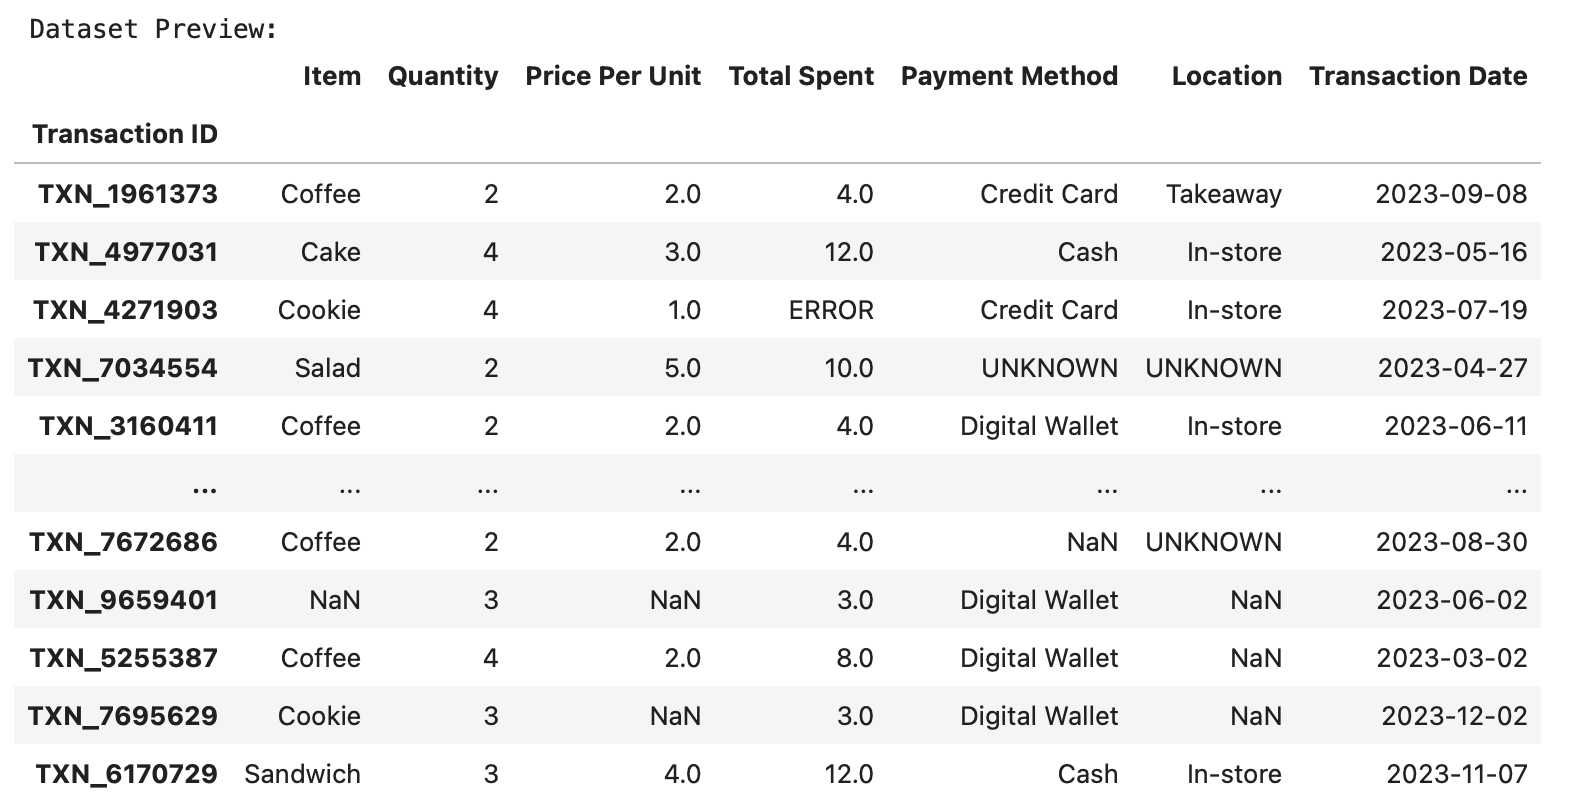 Dataset Preview:
Item Quantity Price Per Unit Total Spent Payment Method Location Transaction Date
Transaction ID
TXN_1961373 Coffee 2 2.0 4.0 Credit Card Takeaway 2023-09-08
TXN_4977031 Cake 4 3.0 12.0 Cash In-store 2023-05-16
TXN_4271903 Cookie 4 1.0 ERROR Credit Card In-store 2023-07-19
TXN_7034554 Salad 2 5.0 10.0 UNKNOWN UNKNOWN 2023-04-27
TXN_3160411 Coffee 2 2.0 4.0 Digital Wallet In-store 2023-06-11
... ... ... ... ... ... ... ...
TXN_7672686 Coffee 2 2.0 4.0 NaN UNKNOWN 2023-08-30
TXN_9659401 NaN 3 NaN 3.0 Digital Wallet NaN 2023-06-02
TXN_5255387 Coffee 4 2.0 8.0 Digital Wallet NaN 2023-03-02
TXN_7695629 Cookie 3 NaN 3.0 Digital Wallet NaN 2023-12-02
TXN_6170729 Sandwich 3 4.0 12.0 Cash In-store 2023-11-07